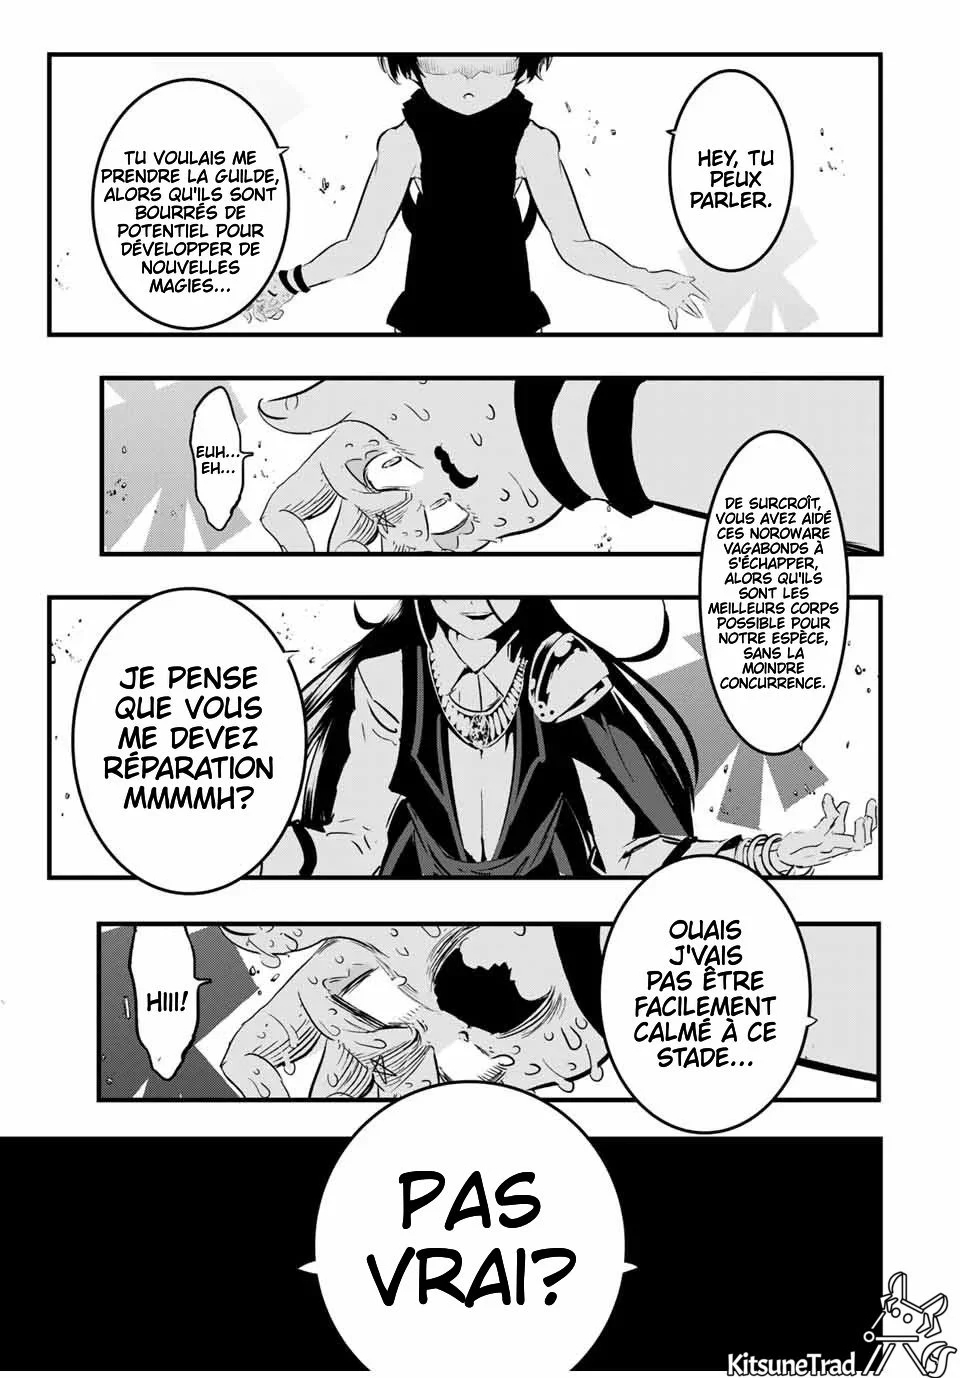 HEY, TU
PEUX
PARLER.
TU VOULAIS ME
PRENDRE LA GUILDE,
ALORS QU'ILS SONT
BOURRÉS DE
POTENTIEL POUR
DÉVELOPPER DE
NOUVELLES
MAGIES...
EUH...
EH...
DE SURCROÎT,
VOUS AVEZ AIDÉ
CES NOROWARE
VAGABONDS À
S'ÉCHAPPER,
ALORS QU'ILS
SONT LES
MEILLEURS CORPS
POSSIBLE POUR
NOTRE ESPÈCE,
SANS LA
MOINDRE
CONCURRENCE.
JE PENSE
QUE VOUS
ME DEVEZ
RÉPARATION
MMMMH?
OUAIS
J'VAIS
PAS ÊTRE
FACILEMENT
CALMÉ À CE
STADE...
HIII!
PAS
VRAI?
KitsuneTrad